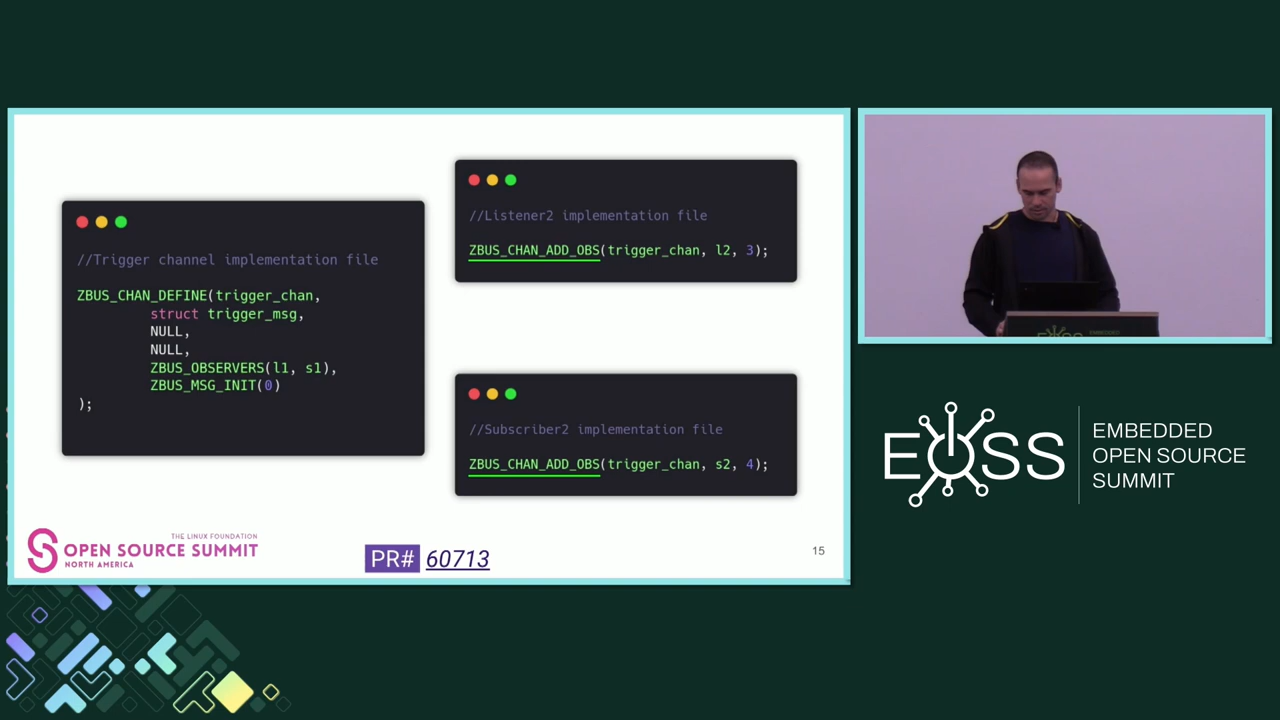 //Trigger channel implementation file
ZBUS_CHAN_DEFINE(trigger_chan,
struct trigger_msg,
NULL,
NULL,
ZBUS_OBSERVERS(l1, s1),
ZBUS_MSG_INIT(0)
);
//Listener2 implementation file
ZBUS_CHAN_ADD_OBS(trigger_chan, l2, 3);
//Subscriber2 implementation file
ZBUS_CHAN_ADD_OBS(trigger_chan, s2, 4);
THE LINUX FOUNDATION
OPEN SOURCE SUMMIT
NORTH AMERICA
PR# 60713
15
EOSS
EMBEDDED
OPEN SOURCE
SUMMIT